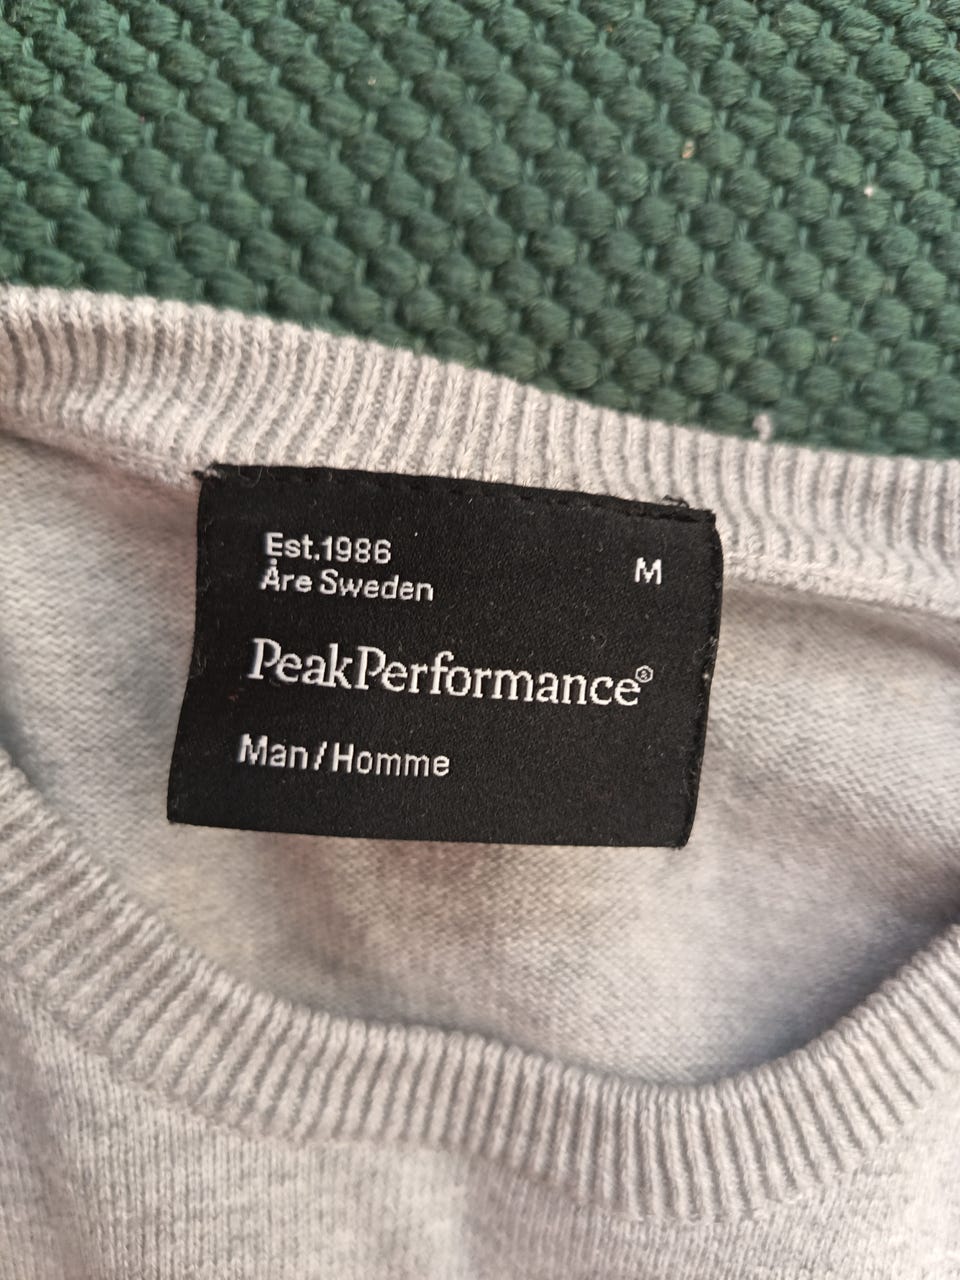 Est.1986
Åre Sweden
M
PeakPerformance®
Man/Homme